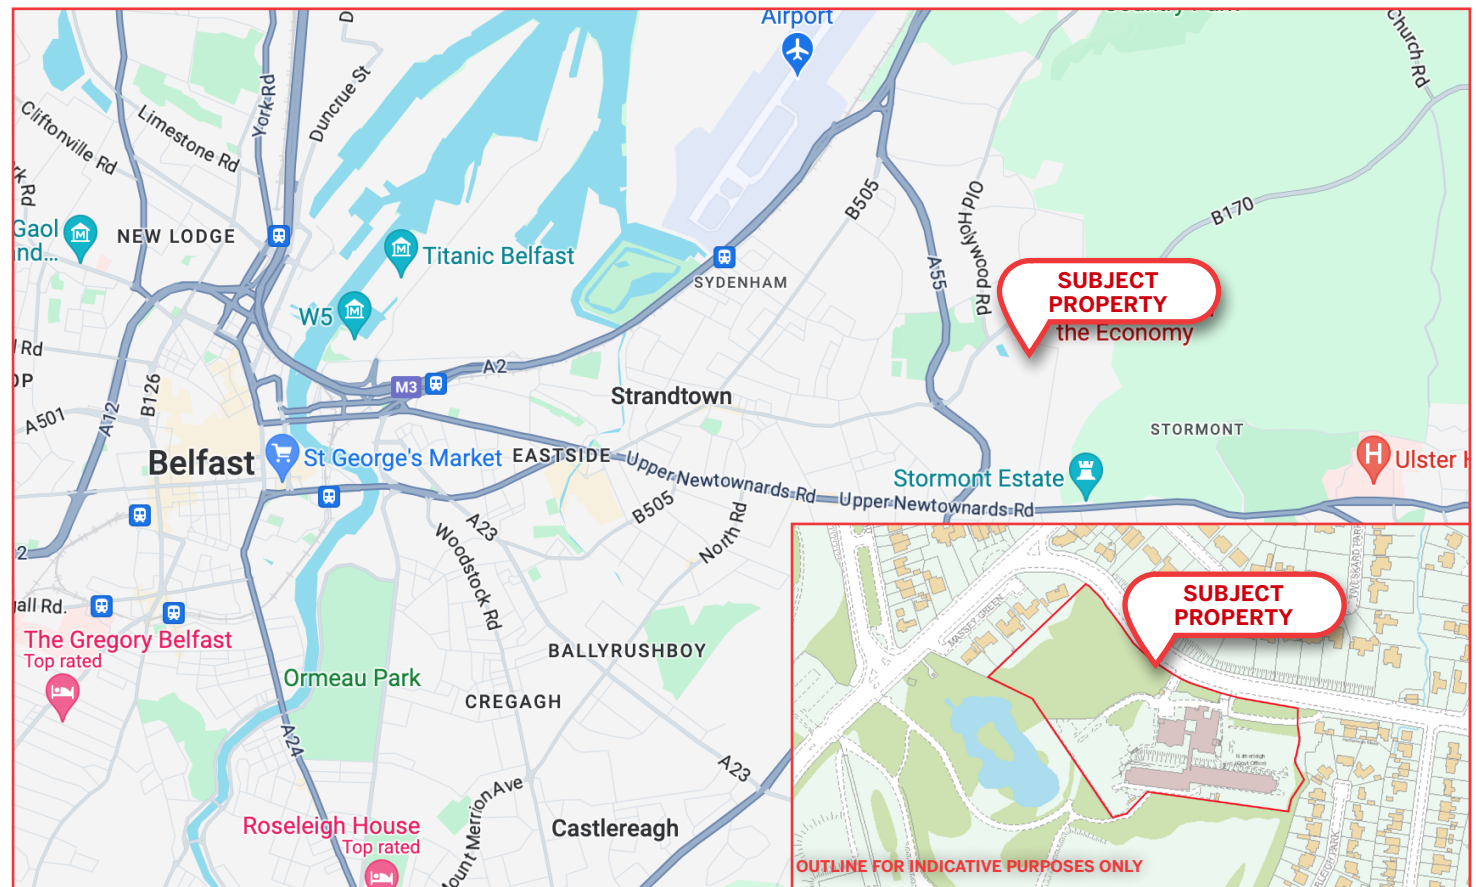 Airport
Church Rd
Duncrue St
York Rd
Limestone Rd
Cliftonville Rd
B505
Old Holywood Rd
B170
Gaol
NEW LODGE
Titanic Belfast
SYDENHAM
A55
SUBJECT
PROPERTY
W5
the Economy
Rd
A2
M3
B126
Strandtown
A12
A501
STORMONT
Belfast
St George's Market
EASTSIDE
Upper Newtownards Rd
Upper Newtownards Rd
Stormont Estate
Ulster
B505
North Rd
A23
Woodstock Rd
Rd.
The Gregory Belfast
Top rated
BALLYRUSHBOY
Ormeau Park
CREGAGH
A24
A23
Mount Merrion Ave
Roseleigh House
Top rated
Castlereagh
MASSEY GREEN
TWESKARD PARK
SUBJECT
PROPERTY
OUTLINE FOR INDICATIVE PURPOSES ONLY